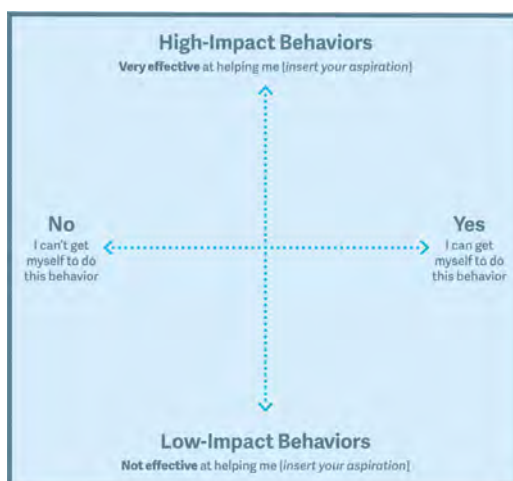 High-Impact Behaviors
Very effective at helping me [insert your aspiration]
No
I can't get
myself to do
this behavior
Yes
I can get
myself to do
this behavior
Low-Impact Behaviors
Not effective at helping me [insert your aspiration]